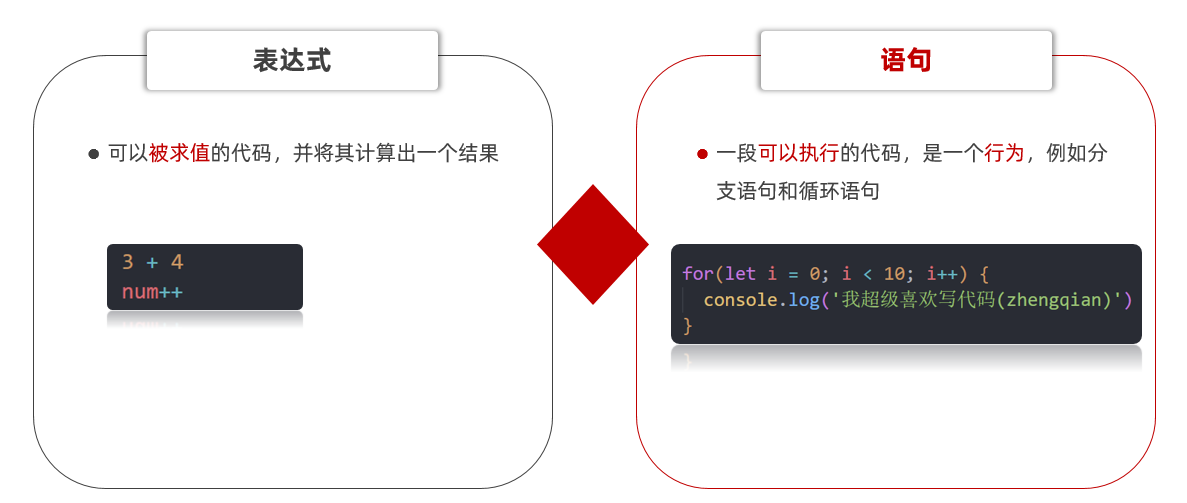 表达式
可以被求值的代码，并将其计算出一个结果
3 + 4
num++
语句
一段可以执行的代码，是一个行为，例如分
支语句和循环语句
for(let i = 0; i < 10; i++) {
console.log('我超级喜欢写代码(zhengqian)')
}